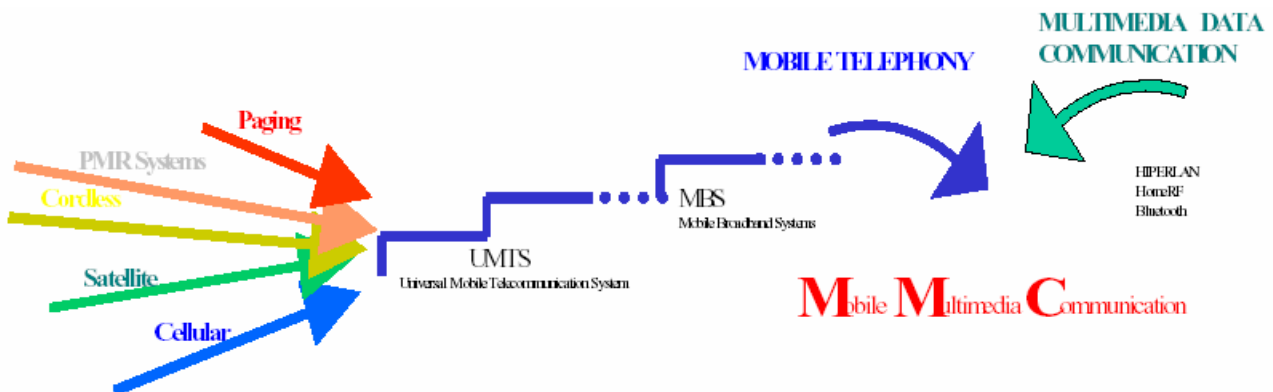 MULTIMEDIA DATA
COMMUNICATION
MOBILE TELEPHONY
Paging
PMR Systems
Cordless
Satellite
Cellular
UMTS
Universal Mobile Telecommunication System
MBS
Mobile Broadband Systems
HIPERLAN
HomeRF
Bluetooth
Mobile Multimedia Communication